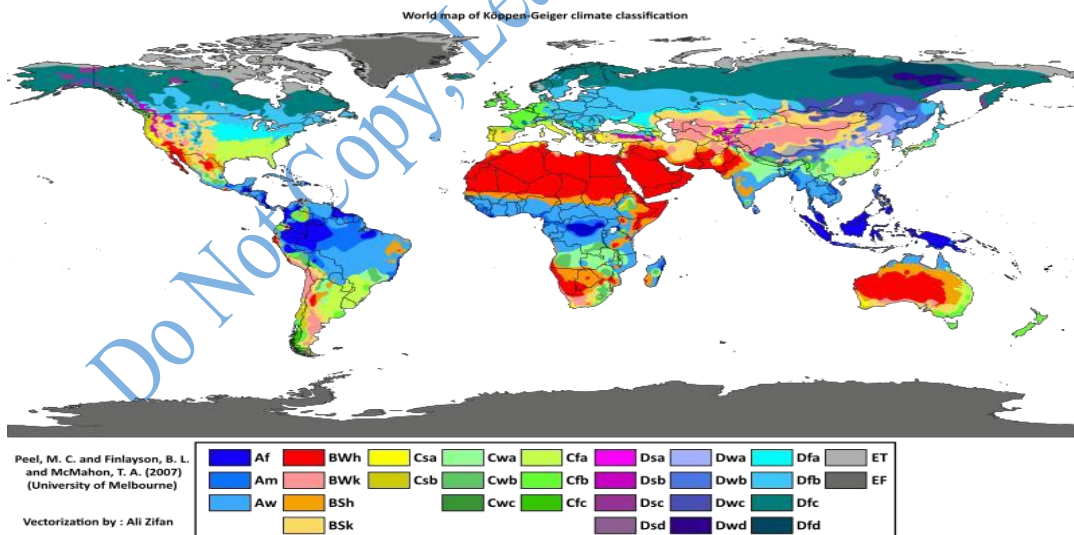 World map of Köppen-Geiger climate classification
Do Not Copy,
Peel, M. C. and Finlayson, B. L.
and McMahon, T. A. (2007)
(University of Melbourne)
Vectorization by : Ali Zifan
Af BWh Csa Cwa Cfa Dsa Dwa Dfa ET
Am BWk Csb Cwb Cfb Dsb Dwb Dfb EF
Aw BSh Cwc Cfc Dsc Dwc Dfc
BSk Dsd Dwd Dfd